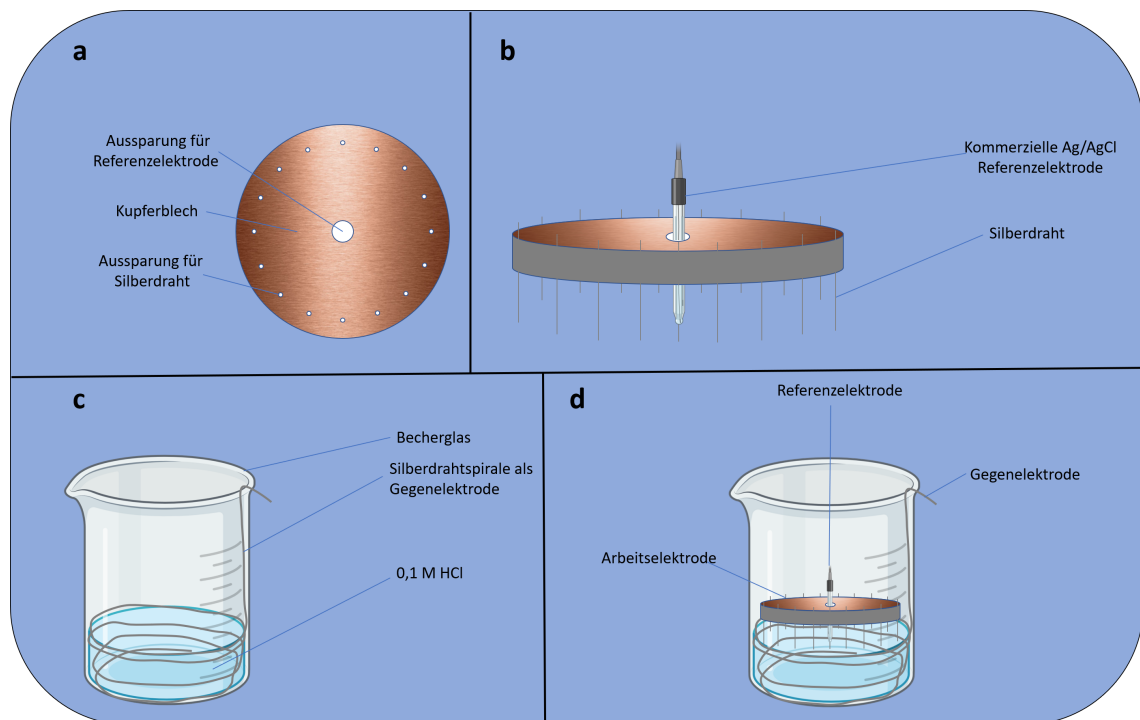 a
Aussparung für
Referenzelektrode
Kupferblech
Aussparung für
Silberdraht
b
Kommerzielle Ag/AgCl
Referenzelektrode
Silberdraht
c
Becherglas
Silberdrahtspirale als
Gegenelektrode
0,1 M HCl
d
Referenzelektrode
Gegenelektrode
Arbeitselektrode